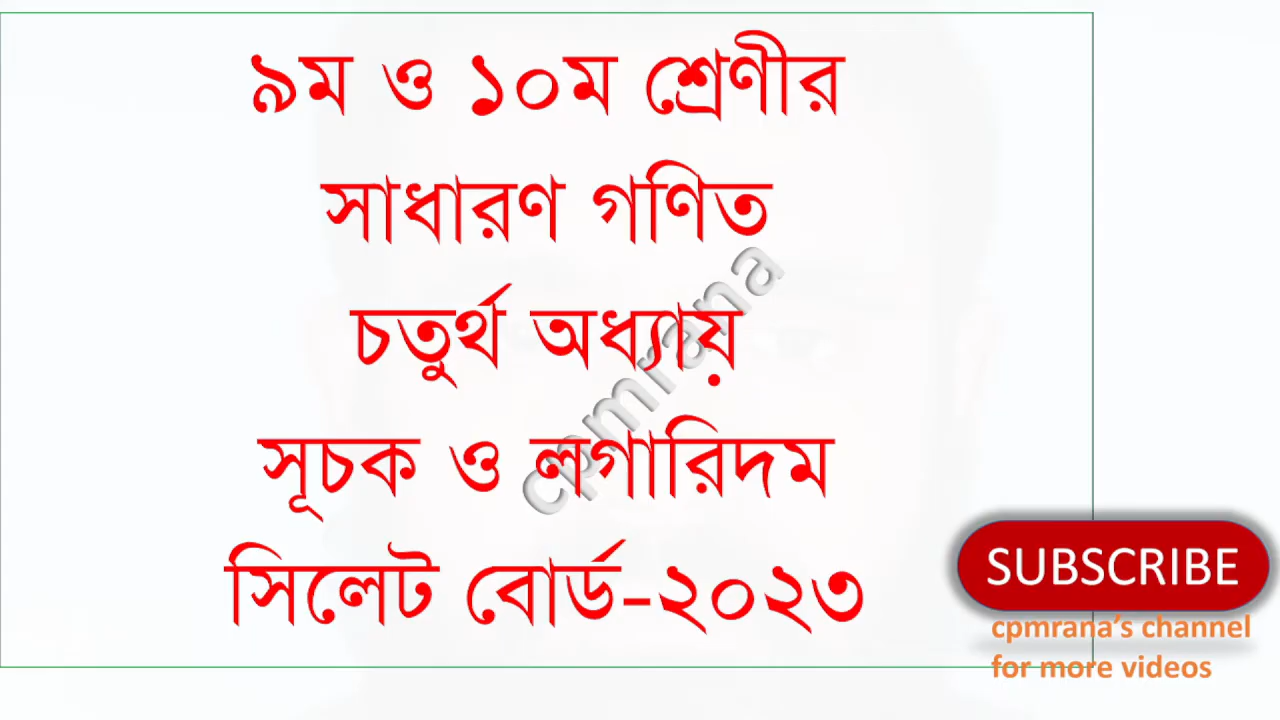 ৯ম ও ১০ম শ্রেণীর
সাধারণ গণিত
চতুর্থ অধ্যায়
সূচক ও লগারিদম
সিলেট বোর্ড-২০২৩
cpmrana
SUBSCRIBE
cpmrana’s channel
for more videos